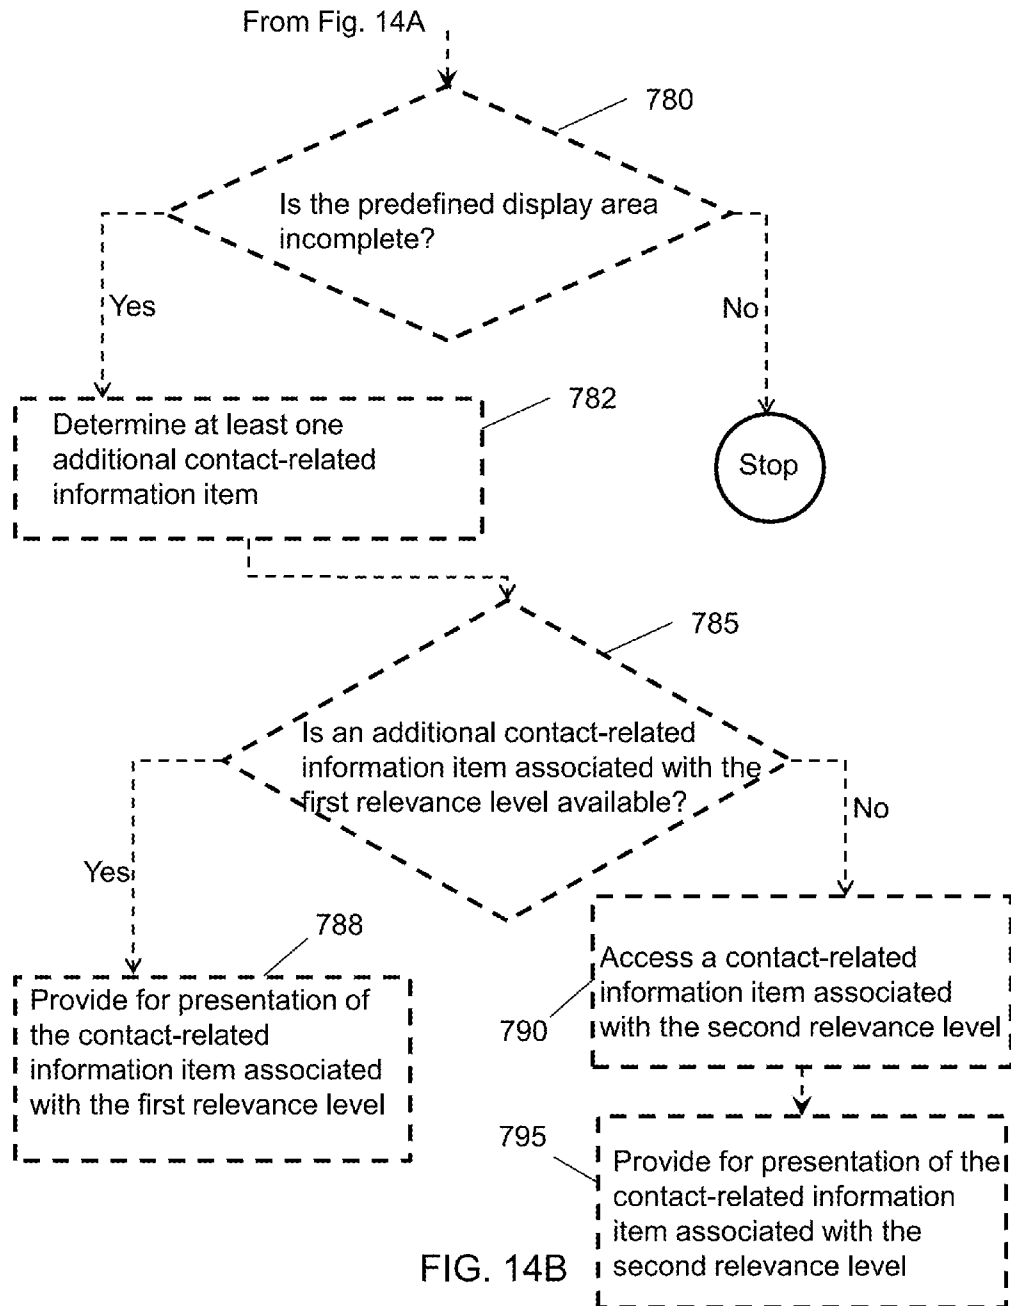 From Fig. 14A
780
Is the predefined display area
incomplete?
Yes
No
782
Determine at least one
additional contact-related
information item
Stop
785
Is an additional contact-related
information item associated with the
first relevance level available?
Yes
No
788
Provide for presentation of
the contact-related
information item associated
with the first relevance level
790
Access a contact-related
information item associated
with the second relevance level
795
Provide for presentation of the
contact-related information
item associated with the
second relevance level
FIG. 14B